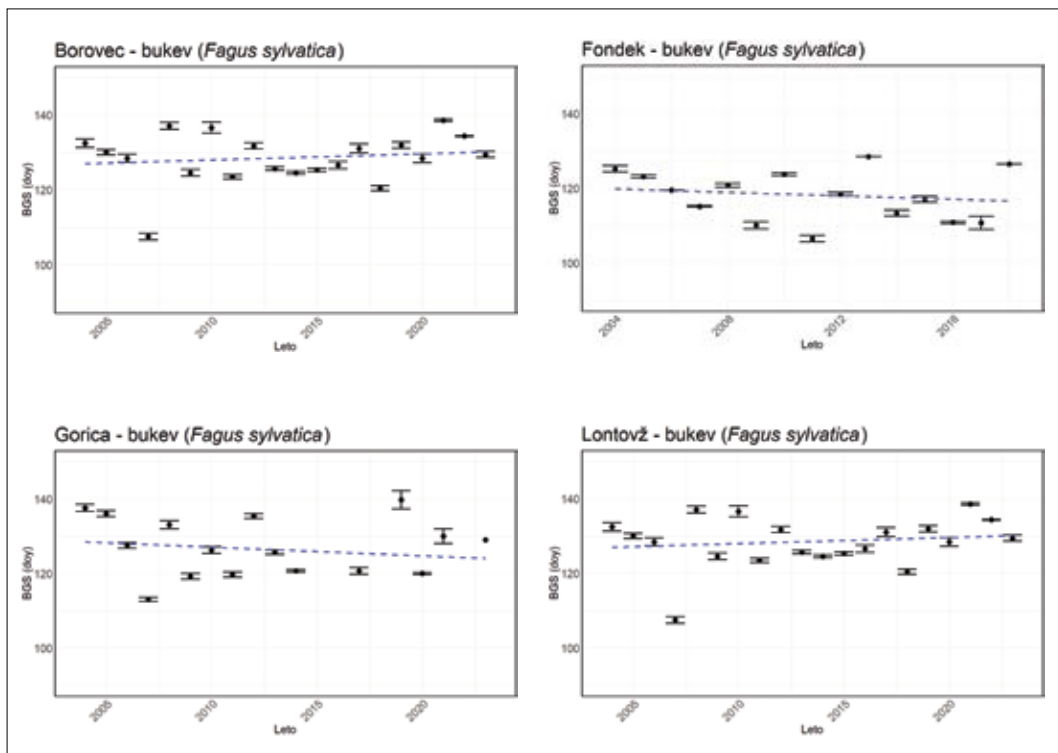 Borovec - bukev (Fagus sylvatica)
BGS (doy)
140
120
100
2005
2010
2015
2020
Leto
Fondek - bukev (Fagus sylvatica)
BGS (doy)
140
120
100
2004
2008
2012
2016
Leto
Gorica - bukev (Fagus sylvatica)
BGS (doy)
140
120
100
2005
2010
2015
2020
Leto
Lontovž - bukev (Fagus sylvatica)
BGS (doy)
140
120
100
2005
2010
2015
2020
Leto